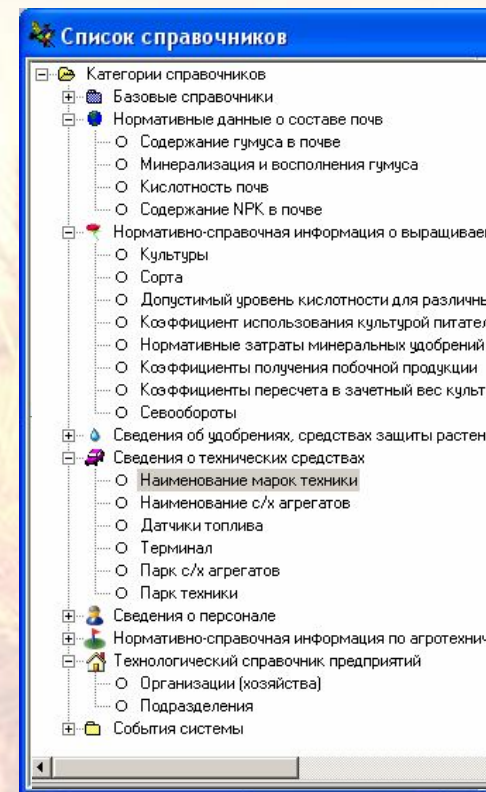 Список справочников
Категории справочников
Базовые справочники
Нормативные данные о составе почв
Содержание гумуса в почве
Минерализация и восполнения гумуса
Кислотность почв
Содержание NPK в почве
Нормативно-справочная информация о выращивае
Культуры
Сорта
Допустимый уровень кислотности для различны
Коэффициент использования культурой питател
Нормативные затраты минеральных удобрений
Коэффициенты получения побочной продукции
Коэффициенты пересчета в зачетный вес культ
Севообороты
Сведения об удобрениях, средствах защиты растен
Сведения о технических средствах
Наименование марок техники
Наименование с/х агрегатов
Датчики топлива
Терминал
Парк с/х агрегатов
Парк техники
Сведения о персонале
Нормативно-справочная информация по агротехнич
Технологический справочник предприятий
Организации (хозяйства)
Подразделения
События системы